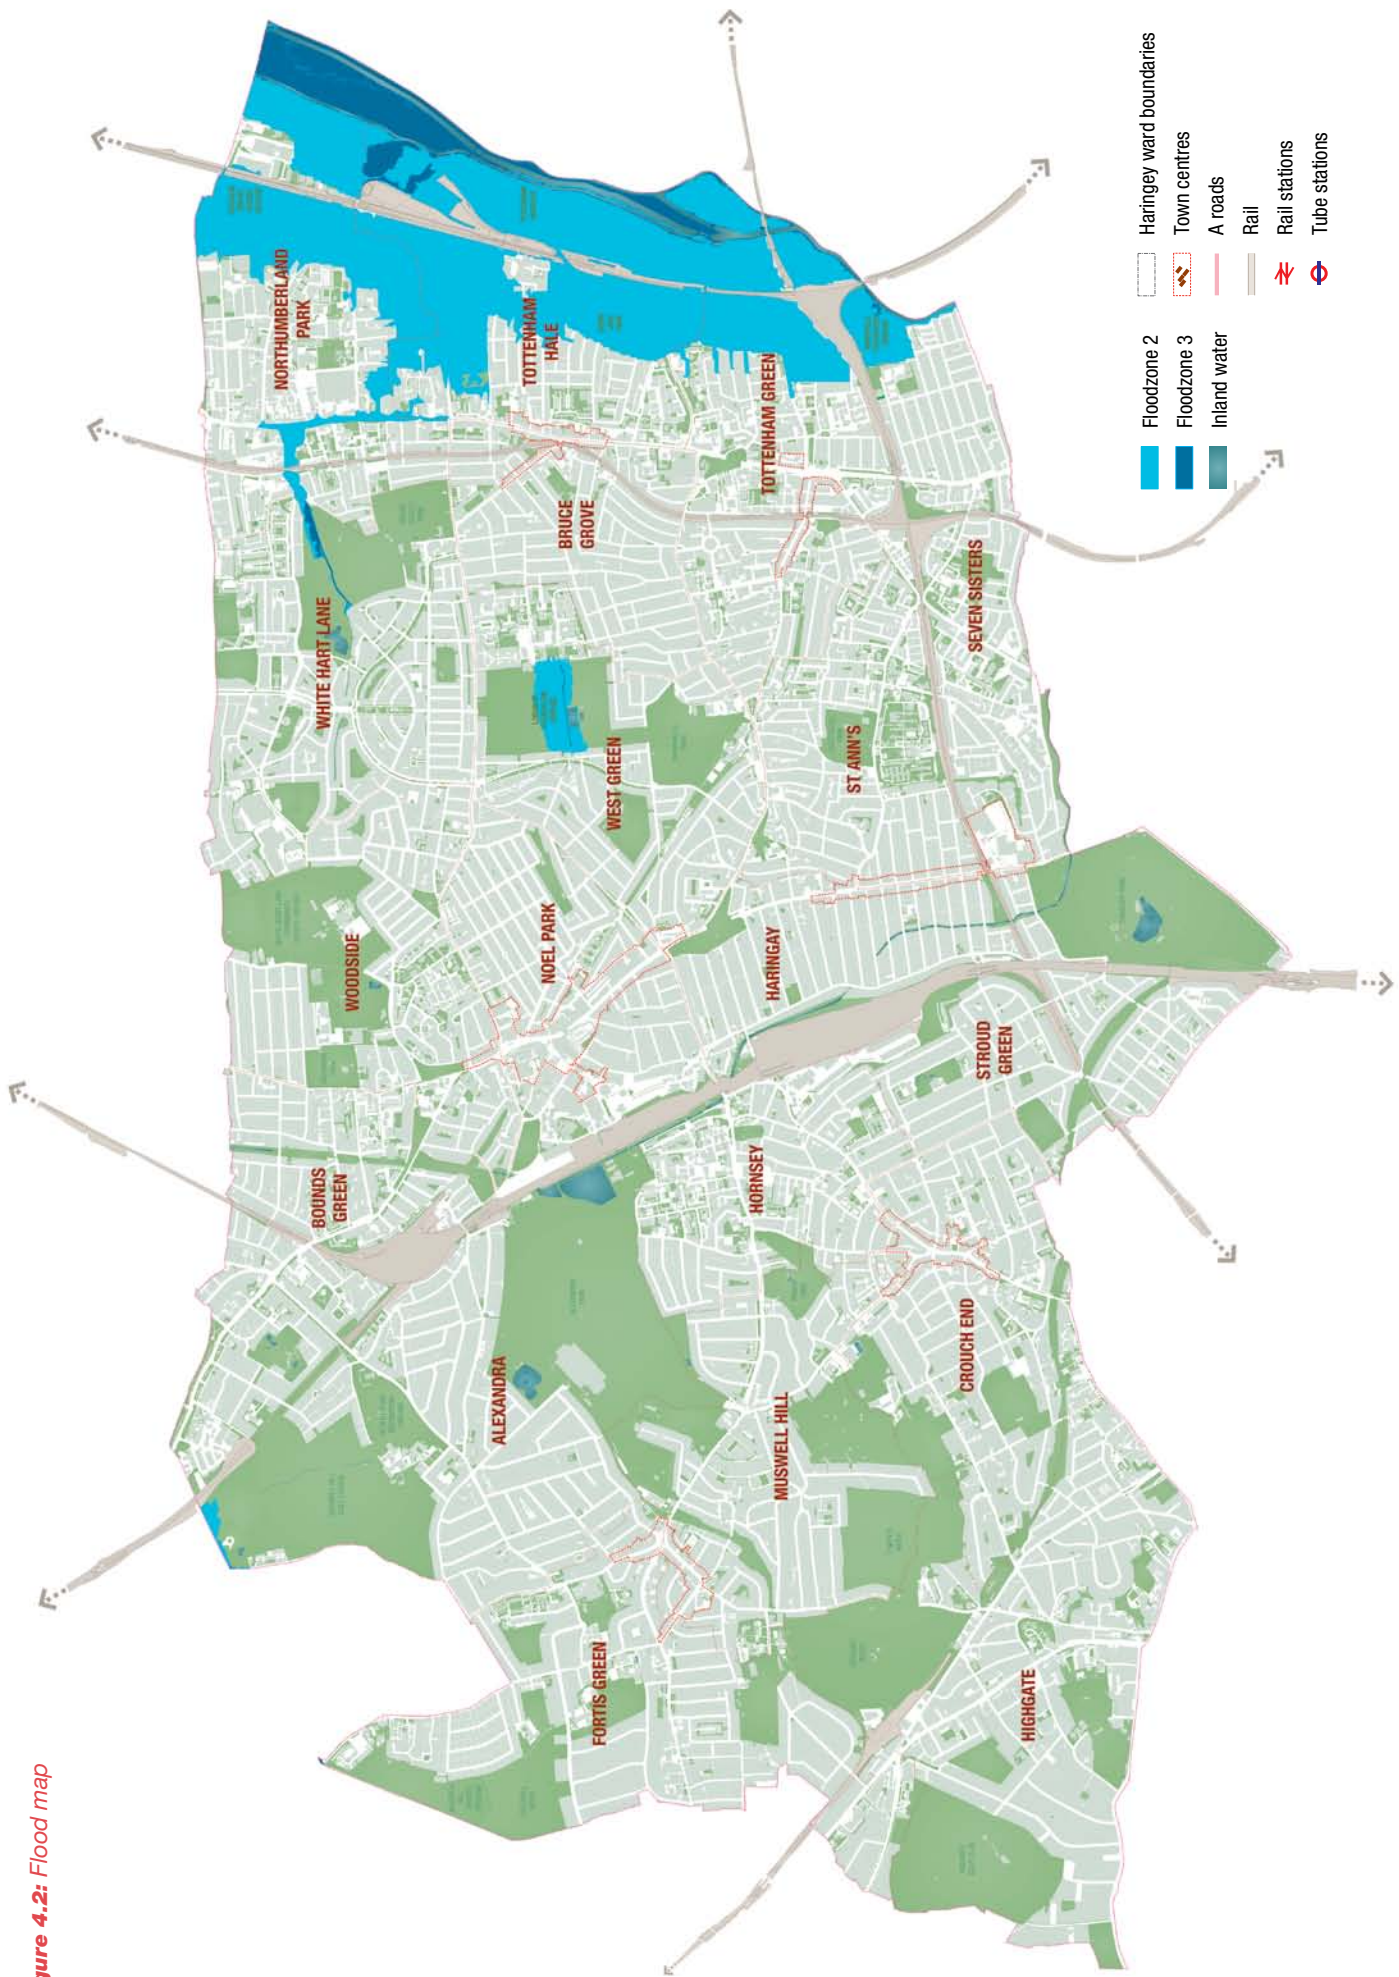 gure 4.2: Flood map
HIGHGATE
FORTIS GREEN
MUSWELL HILL
ALEXANDRA
CROUCH END
BOUNDS
GREEN
HORNSEY
STROUD
GREEN
WOODSIDE
NOEL PARK
HARINGAY
WHITE HART LANE
WEST GREEN
ST ANN'S
BRUCE
GROVE
SEVEN SISTERS
NORTHUMBERLAND
PARK
TOTTENHAM
HALE
TOTTENHAM GREEN
Floodzone 2
Floodzone 3
Inland water
Haringey ward boundaries
Town centres
A roads
Rail
Rail stations
Tube stations